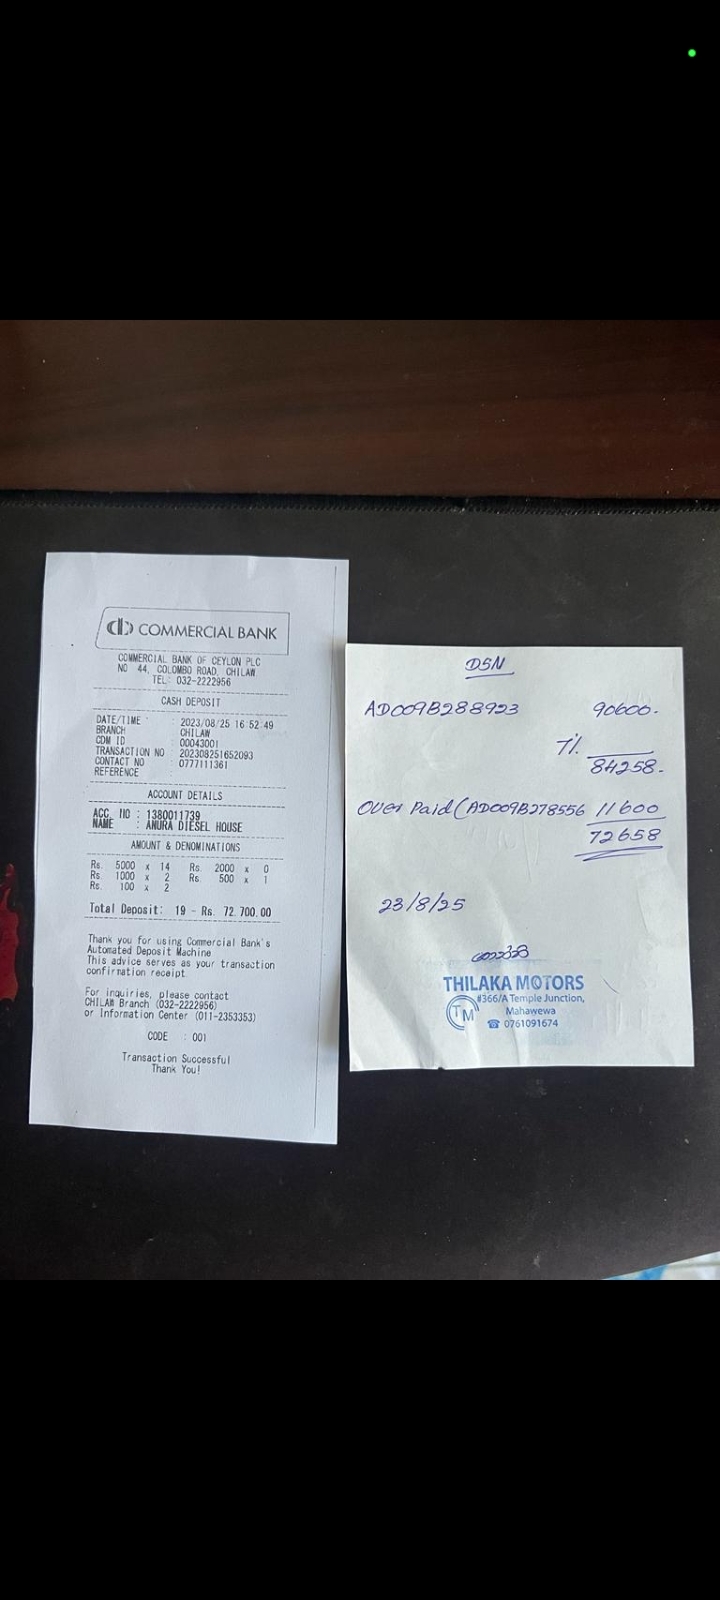 COMMERCIAL BANK
COMMERCIAL BANK OF CEYLON PLC
NO 44, COLOMBO ROAD, CHILAW
TEL: 032-2222956
CASH DEPOSIT
DATE/TIME : 2023/08/25 16:52:49
BRANCH : CHILAW
CDM ID : 00043001
TRANSACTION NO : 202308251652093
CONTACT NO : 0777111361
REFERENCE
ACCOUNT DETAILS
ACC. NO : 1380011739
NAME : ANURA DIESEL HOUSE
AMOUNT & DENOMINATIONS
Rs. 5000 x 14 Rs. 2000 x 0
Rs. 1000 x 2 Rs. 500 x 1
Rs. 100 x 2
Total Deposit: 19 - Rs. 72,700.00
Thank you for using Commercial Bank's
Automated Deposit Machine
This advice serves as your transaction
confirmation receipt
For inquiries, please contact
CHILAW Branch (032-2222956)
or Information Center (011-2353353)
CODE : 001
Transaction Successful
Thank You!
DSN
AD009B288923 90600.
7%
84258.
Over Paid (AD009B278556 11600
72658
23/8/25
THILAKA MOTORS
TM
#366/A Temple Junction,
Mahawewa
☎ 0761091674